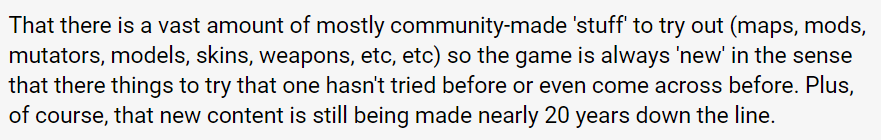 That there is a vast amount of mostly community-made 'stuff' to try out (maps, mods,
mutators, models, skins, weapons, etc, etc) so the game is always 'new' in the sense
that there things to try that one hasn't tried before or even come across before. Plus,
of course, that new content is still being made nearly 20 years down the line.